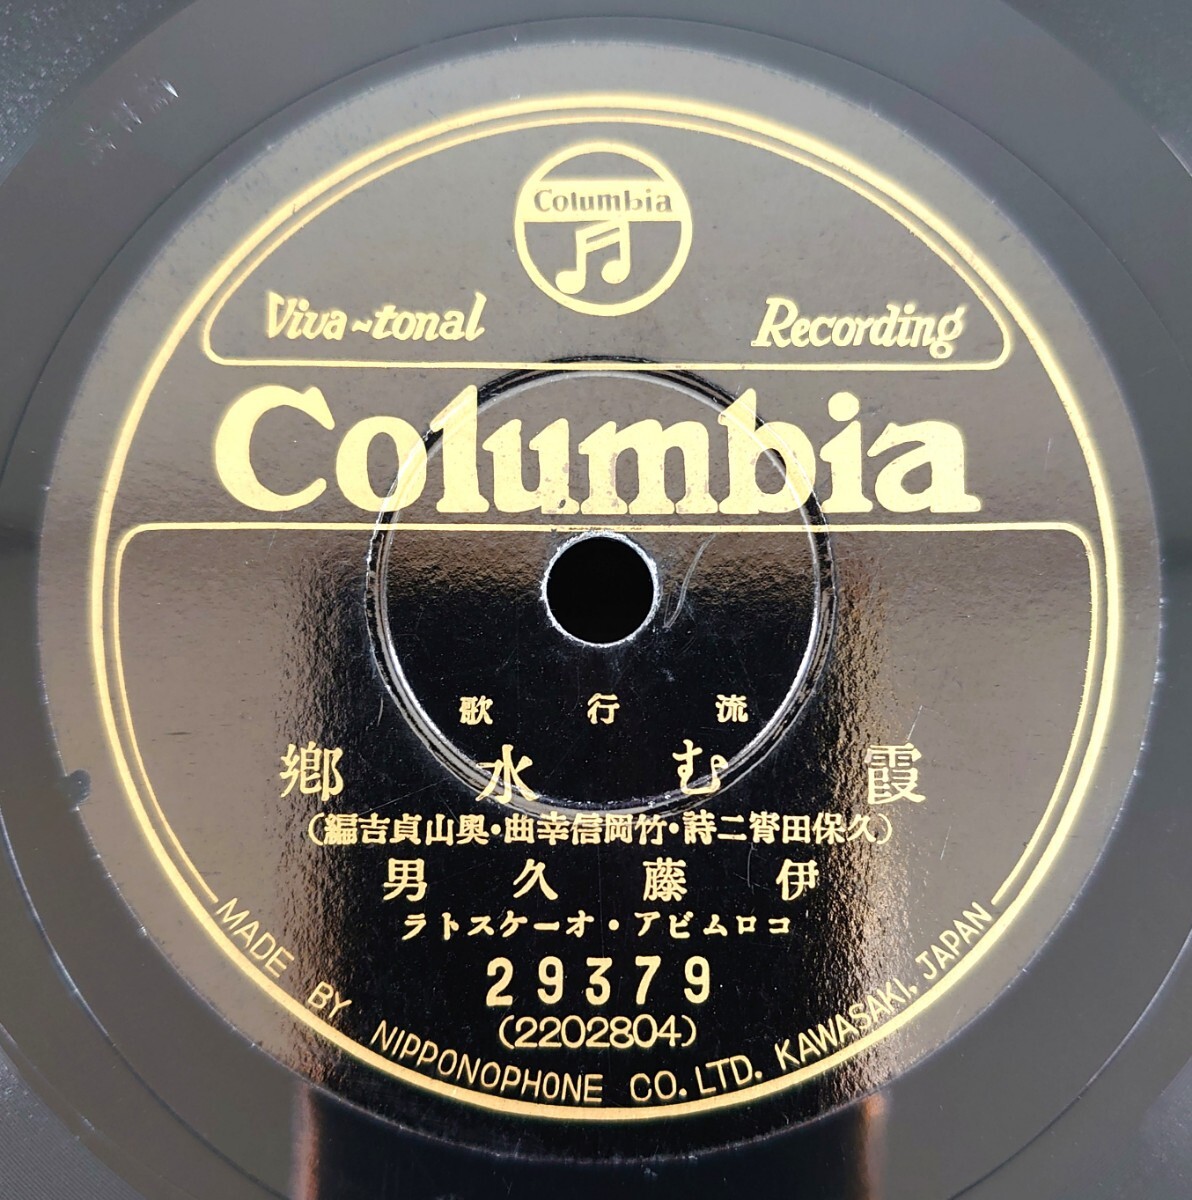 Columbia
Viva-tonal Recording
Columbia
流行歌
霞む水郷
(久保田宵二詩・竹岡信幸曲・奥山貞吉編)
伊藤久男
コロムビア・オーケストラ
29379
(2202804)
MADE BY NIPPONOPHONE CO. LTD. KAWASAKI, JAPAN